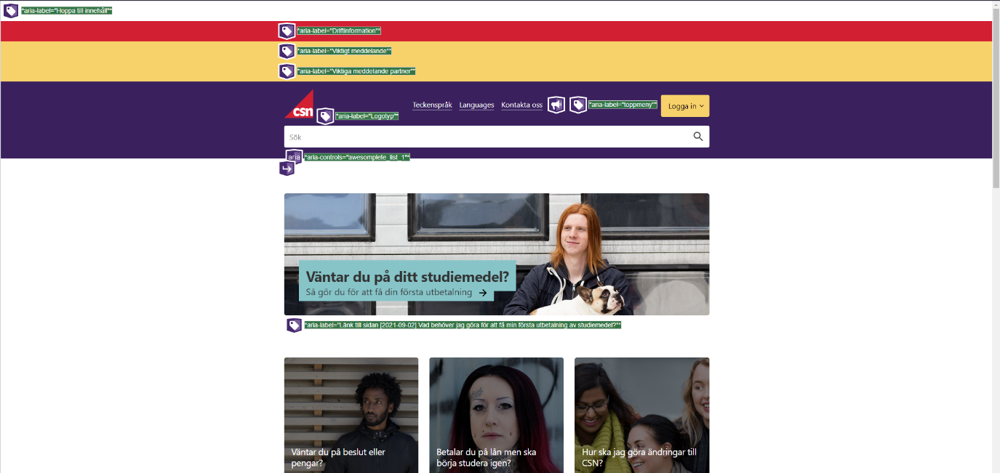 *aria-label="Hoppa till innehåll"*
*aria-label="Driftinformation"*
*aria-label="Viktigt meddelande"*
*aria-label="Viktiga meddelande partner"*
csn
*aria-label="Logotyp"*
Teckenspråk Languages Kontakta oss *aria-label="toppmeny"* Logga in
Sök
aria *aria-controls="awesomplete_list_1"*
Väntar du på ditt studiemedel?
Så gör du för att få din första utbetalning →
*aria-label="Länk till sidan [2021-09-02] Vad behöver jag göra för att få min första utbetalning av studiemedel?"*
Väntar du på beslut eller
pengar?
Betalar du på lån men ska
börja studera igen?
Hur ska jag göra ändringar till
CSN?